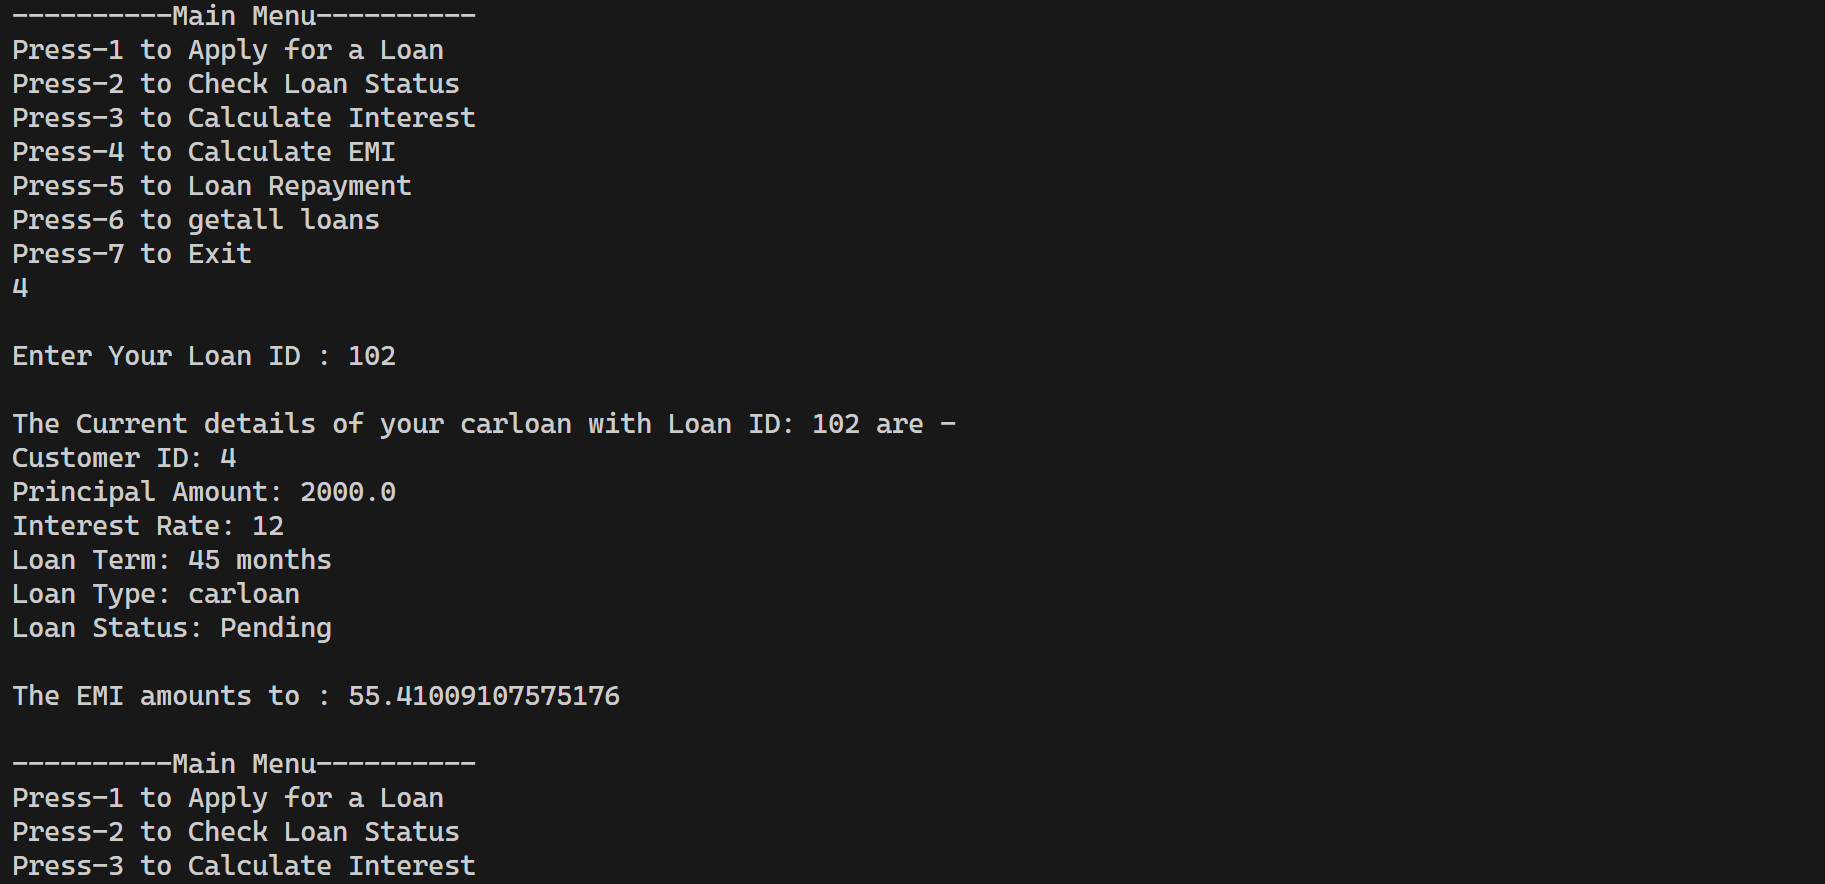 ----------Main Menu----------
Press-1 to Apply for a Loan
Press-2 to Check Loan Status
Press-3 to Calculate Interest
Press-4 to Calculate EMI
Press-5 to Loan Repayment
Press-6 to getall loans
Press-7 to Exit
4
Enter Your Loan ID : 102
The Current details of your carloan with Loan ID: 102 are -
Customer ID: 4
Principal Amount: 2000.0
Interest Rate: 12
Loan Term: 45 months
Loan Type: carloan
Loan Status: Pending
The EMI amounts to : 55.41009107575176
----------Main Menu----------
Press-1 to Apply for a Loan
Press-2 to Check Loan Status
Press-3 to Calculate Interest